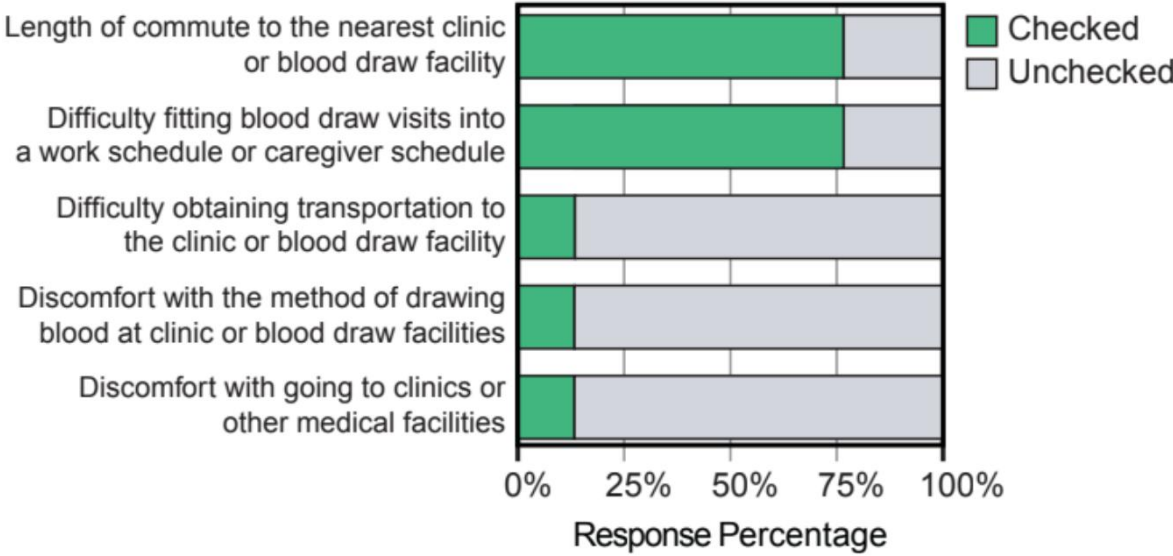 Length of commute to the nearest clinic
or blood draw facility
Difficulty fitting blood draw visits into
a work schedule or caregiver schedule
Difficulty obtaining transportation to
the clinic or blood draw facility
Discomfort with the method of drawing
blood at clinic or blood draw facilities
Discomfort with going to clinics or
other medical facilities
Checked
Unchecked
0% 25% 50% 75% 100%
Response Percentage